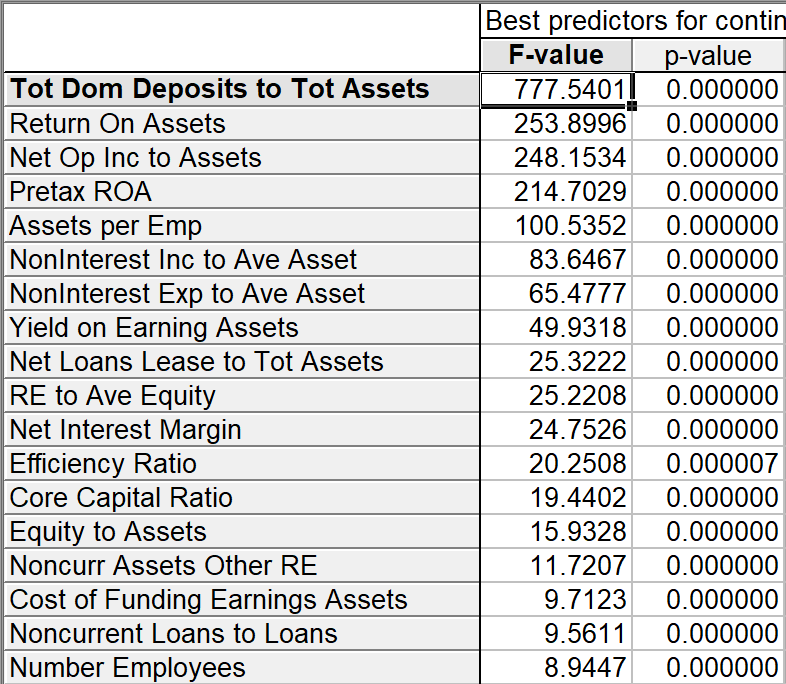 Best predictors for contin
F-value p-value
Tot Dom Deposits to Tot Assets 777.5401 0.000000
Return On Assets 253.8996 0.000000
Net Op Inc to Assets 248.1534 0.000000
Pretax ROA 214.7029 0.000000
Assets per Emp 100.5352 0.000000
NonInterest Inc to Ave Asset 83.6467 0.000000
NonInterest Exp to Ave Asset 65.4777 0.000000
Yield on Earning Assets 49.9318 0.000000
Net Loans Lease to Tot Assets 25.3222 0.000000
RE to Ave Equity 25.2208 0.000000
Net Interest Margin 24.7526 0.000000
Efficiency Ratio 20.2508 0.000007
Core Capital Ratio 19.4402 0.000000
Equity to Assets 15.9328 0.000000
Noncurr Assets Other RE 11.7207 0.000000
Cost of Funding Earnings Assets 9.7123 0.000000
Noncurrent Loans to Loans 9.5611 0.000000
Number Employees 8.9447 0.000000